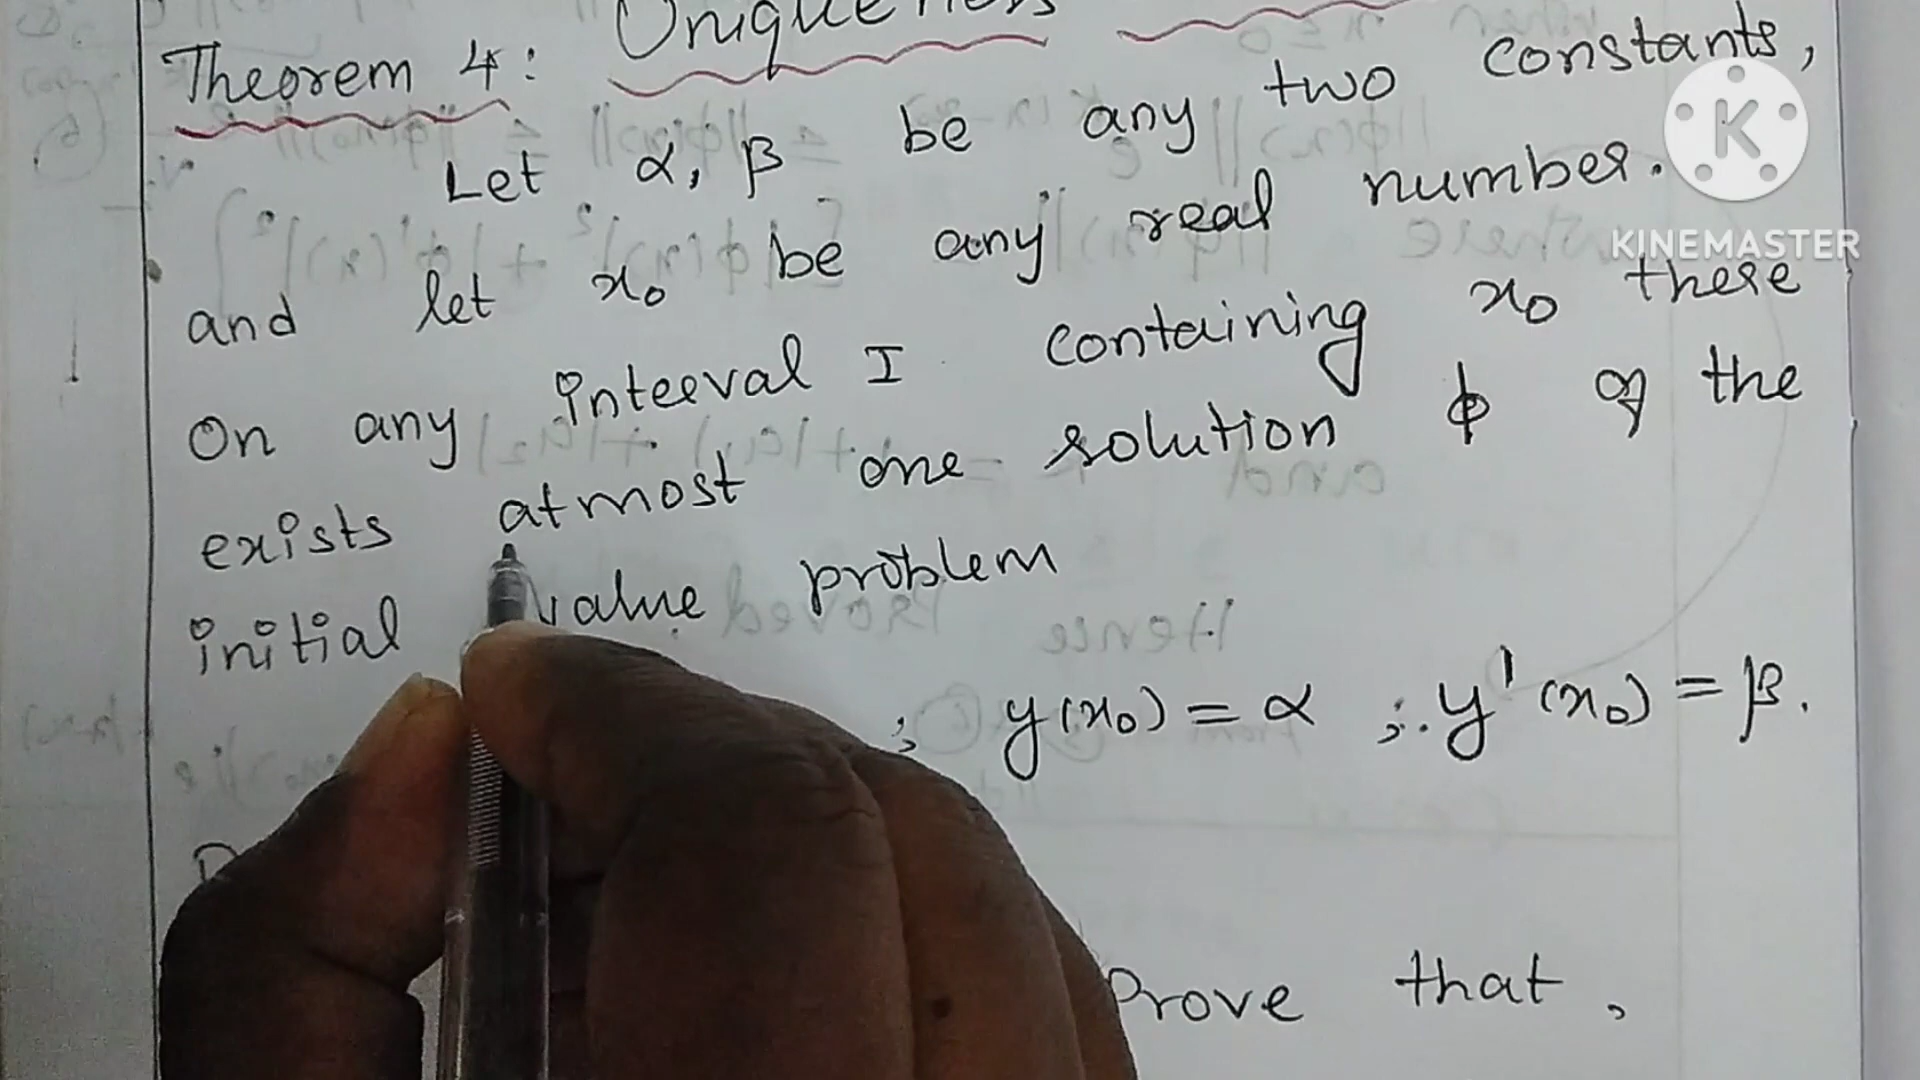 Theorem 4: Uniqueness
Let α, β be any two constants,
and let x₀ be any real number.
On any interval I containing x₀ there
exists atmost one solution ϕ of the
initial value problem
; y(x₀) = α ; y'(x₀) = β.
Prove that,
K
KINEMASTER